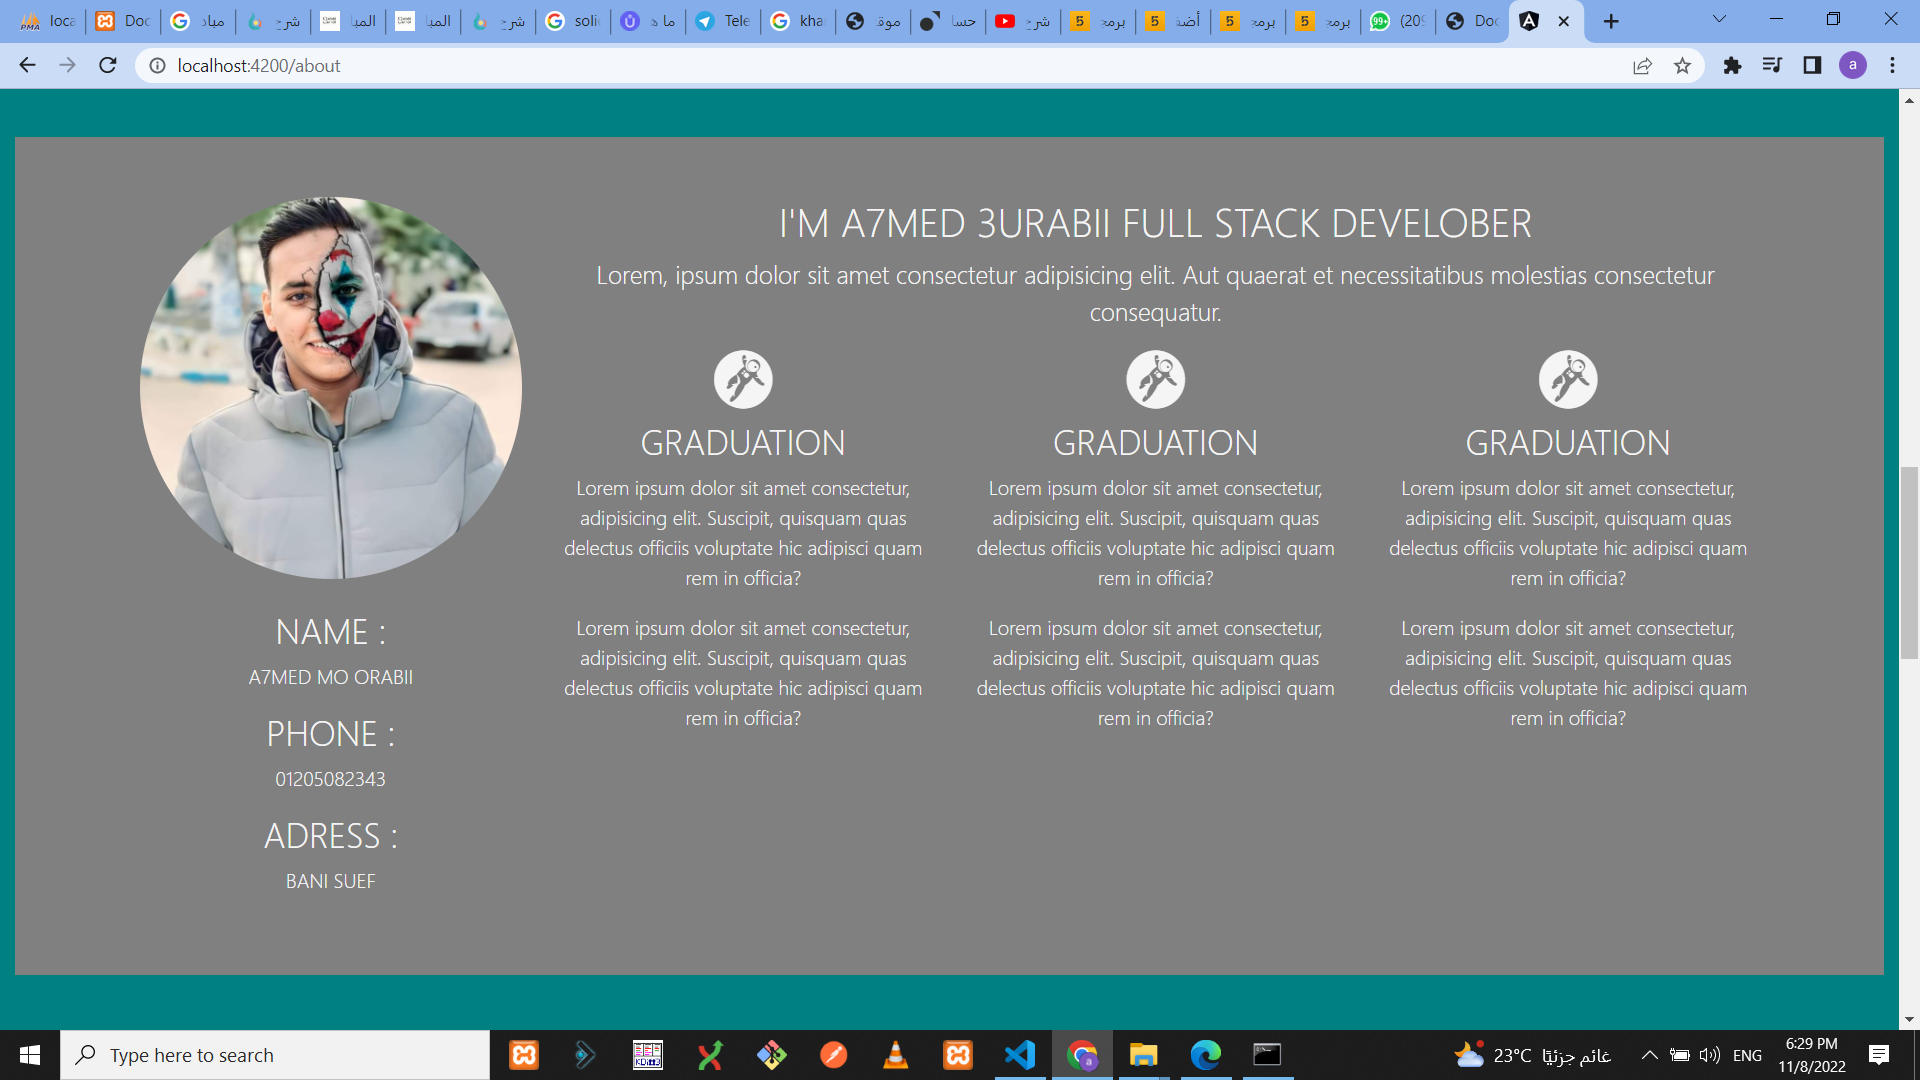 loca
Doc
مباد
شرح
المبا
المبا
شرح
soli
ما ه
Tele
kha
موق
حسا
شرح
برمج
أضة
برمج
برمج
(209
Doc
localhost:4200/about
a
I'M A7MED 3URABII FULL STACK DEVELOBER
Lorem, ipsum dolor sit amet consectetur adipisicing elit. Aut quaerat et necessitatibus molestias consectetur
consequatur.
GRADUATION
Lorem ipsum dolor sit amet consectetur,
adipisicing elit. Suscipit, quisquam quas
delectus officiis voluptate hic adipisci quam
rem in officia?
Lorem ipsum dolor sit amet consectetur,
adipisicing elit. Suscipit, quisquam quas
delectus officiis voluptate hic adipisci quam
rem in officia?
GRADUATION
Lorem ipsum dolor sit amet consectetur,
adipisicing elit. Suscipit, quisquam quas
delectus officiis voluptate hic adipisci quam
rem in officia?
Lorem ipsum dolor sit amet consectetur,
adipisicing elit. Suscipit, quisquam quas
delectus officiis voluptate hic adipisci quam
rem in officia?
GRADUATION
Lorem ipsum dolor sit amet consectetur,
adipisicing elit. Suscipit, quisquam quas
delectus officiis voluptate hic adipisci quam
rem in officia?
Lorem ipsum dolor sit amet consectetur,
adipisicing elit. Suscipit, quisquam quas
delectus officiis voluptate hic adipisci quam
rem in officia?
NAME :
A7MED MO ORABII
PHONE :
01205082343
ADRESS :
BANI SUEF
Type here to search
23°C غائم جزئيًا
ENG
6:29 PM
11/8/2022